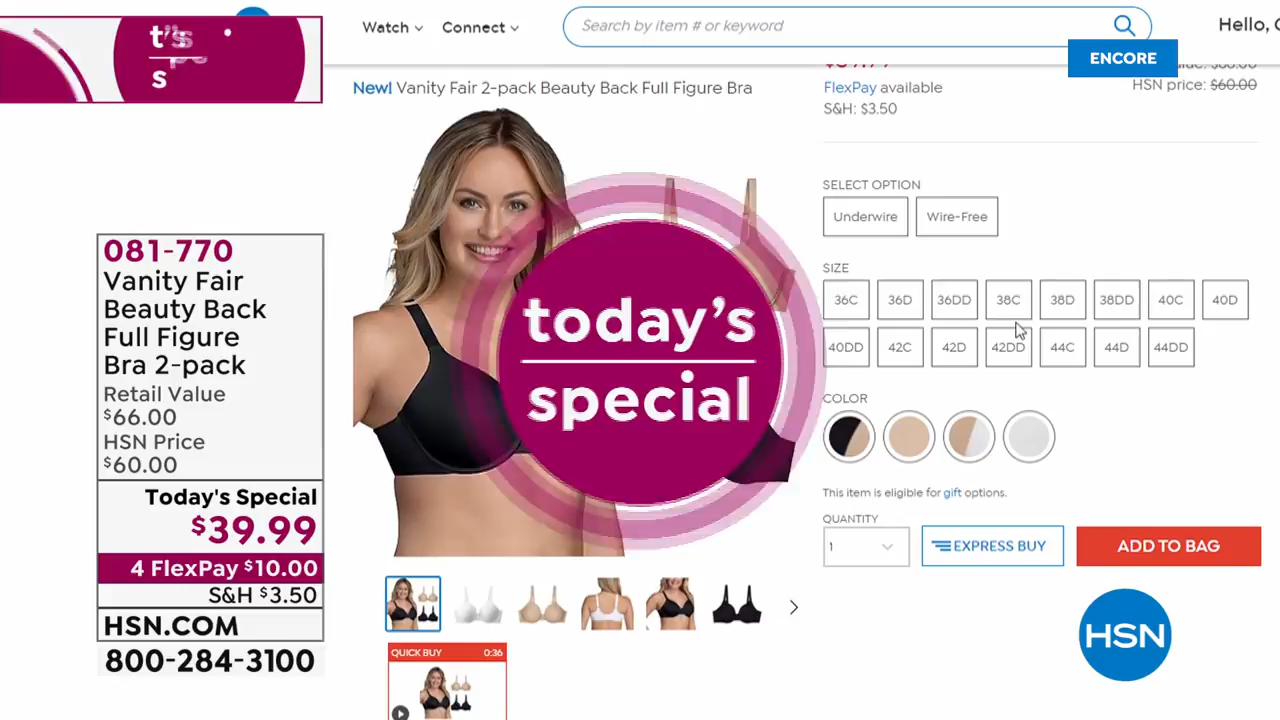 t's
s
Watch
Connect
Search by item # or keyword
Hello,
ENCORE
New! Vanity Fair 2-pack Beauty Back Full Figure Bra
FlexPay available
HSN price: $60.00
S&H: $3.50
SELECT OPTION
Underwire
Wire-Free
SIZE
36C 36D 36DD 38C 38D 38DD 40C 40D
40DD 42C 42D 42DD 44C 44D 44DD
COLOR
This item is eligible for gift options.
QUANTITY
1
EXPRESS BUY
ADD TO BAG
081-770
Vanity Fair
Beauty Back
Full Figure
Bra 2-pack
Retail Value
$66.00
HSN Price
$60.00
Today's Special
$39.99
4 FlexPay $10.00
S&H $3.50
HSN.COM
800-284-3100
today's
special
QUICK BUY 0:36
HSN